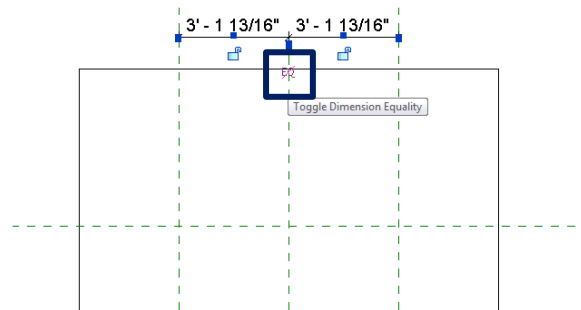 3' - 1 13/16" 3' - 1 13/16"
EQ
Toggle Dimension Equality